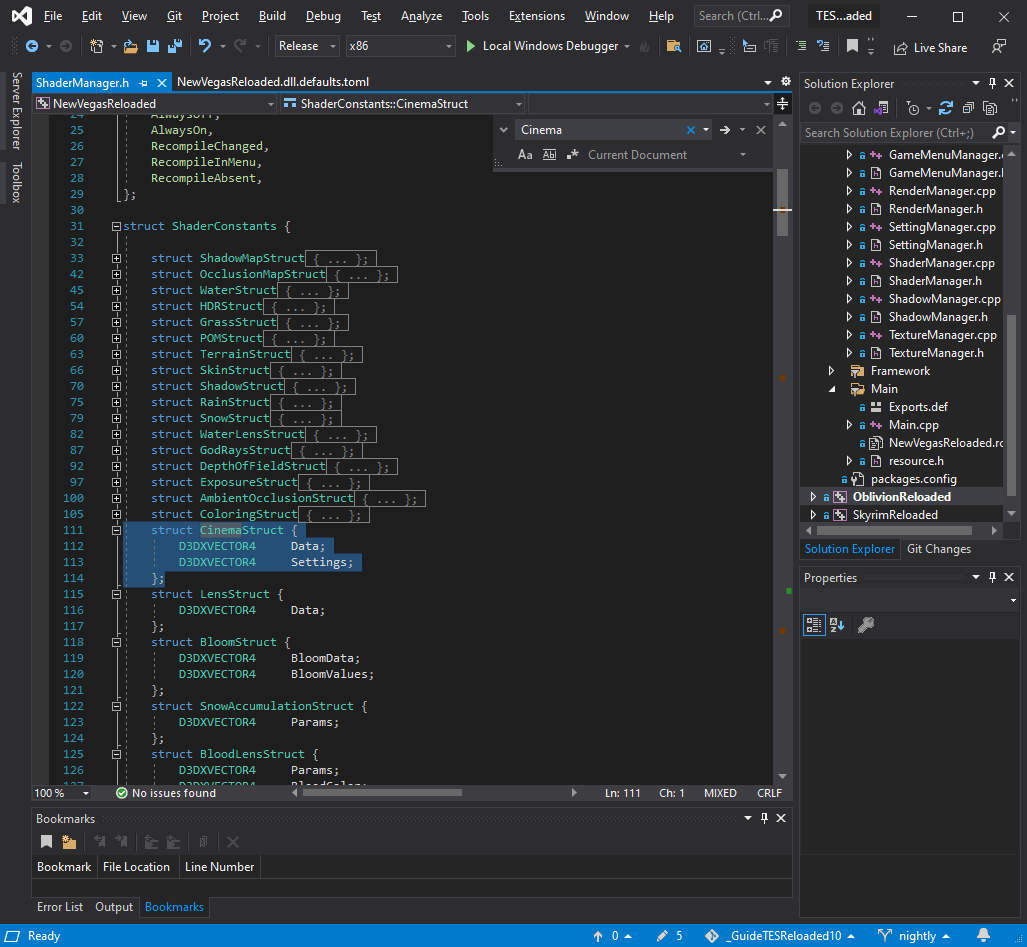 File Edit View Git Project Build Debug Test Analyze Tools Extensions Window Help Search (Ctrl... TES...aded
Release x86 Local Windows Debugger Live Share
Server Explorer
Toolbox
ShaderManager.h NewVegasReloaded.dll.defaults.toml
NewVegasReloaded ShaderConstants::CinemaStruct
Cinema
Aa Ab .* Current Document
24 AlwaysOff,
25 AlwaysOn,
26 RecompileChanged,
27 RecompileInMenu,
28 RecompileAbsent,
29 };
30
31 struct ShaderConstants {
32
33 struct ShadowMapStruct { ... };
42 struct OcclusionMapStruct { ... };
45 struct WaterStruct { ... };
54 struct HDRStruct { ... };
57 struct GrassStruct { ... };
60 struct POMStruct { ... };
63 struct TerrainStruct { ... };
66 struct SkinStruct { ... };
70 struct ShadowStruct { ... };
75 struct RainStruct { ... };
79 struct SnowStruct { ... };
82 struct WaterLensStruct { ... };
87 struct GodRaysStruct { ... };
92 struct DepthOfFieldStruct { ... };
97 struct ExposureStruct { ... };
100 struct AmbientOcclusionStruct { ... };
105 struct ColoringStruct { ... };
111 struct CinemaStruct {
112 D3DXVECTOR4 Data;
113 D3DXVECTOR4 Settings;
114 };
115 struct LensStruct {
116 D3DXVECTOR4 Data;
117 };
118 struct BloomStruct {
119 D3DXVECTOR4 BloomData;
120 D3DXVECTOR4 BloomValues;
121 };
122 struct SnowAccumulationStruct {
123 D3DXVECTOR4 Params;
124 };
125 struct BloodLensStruct {
126 D3DXVECTOR4 Params;
127 D3DXVECTOR4 BloodColor;
100 % No issues found Ln: 111 Ch: 1 MIXED CRLF
Bookmarks
Bookmark File Location Line Number
Error List Output Bookmarks
Solution Explorer
Search Solution Explorer (Ctrl+;)
GameMenuManager.c
GameMenuManager.h
RenderManager.cpp
RenderManager.h
SettingManager.cpp
SettingManager.h
ShaderManager.cpp
ShaderManager.h
ShadowManager.cpp
ShadowManager.h
TextureManager.cpp
TextureManager.h
Framework
Main
Exports.def
Main.cpp
NewVegasReloaded.rc
resource.h
packages.config
OblivionReloaded
SkyrimReloaded
Solution Explorer Git Changes
Properties
Ready 0 5 _GuideTESReloaded10 nightly